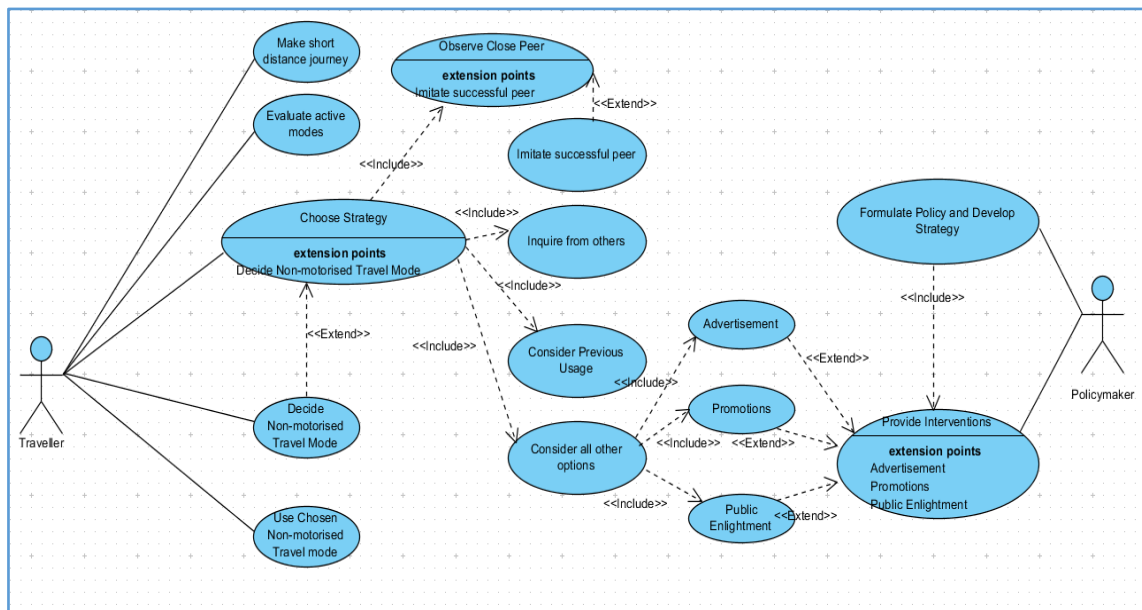 Make short
distance journey
Observe Close Peer
extension points
Imitate successful peer
<<Extend>>
Evaluate active
modes
Imitate successful peer
<<Include>>
Choose Strategy
extension points
Decide Non-motorised Travel Mode
<<Include>>
Inquire from others
Formulate Policy and Develop
Strategy
<<Include>>
<<Include>>
<<Extend>>
<<Include>>
Consider Previous
Usage
Advertisement
<<Extend>>
<<Include>>
Policymaker
Traveller
Decide
Non-motorised
Travel Mode
Promotions
<<Include>>
<<Extend>>
Consider all other
options
Provide Interventions
extension points
Advertisement
Promotions
Public Enlightment
<<Include>>
Public
Enlightment
<<Extend>>
Use Chosen
Non-motorised
Travel mode